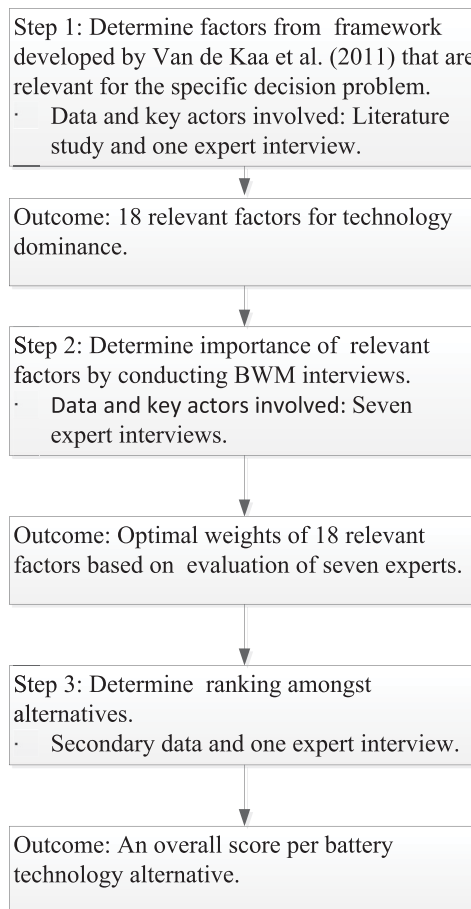 Step 1: Determine factors from framework
developed by Van de Kaa et al. (2011) that are
relevant for the specific decision problem.
· Data and key actors involved: Literature
study and one expert interview.
Outcome: 18 relevant factors for technology
dominance.
Step 2: Determine importance of relevant
factors by conducting BWM interviews.
· Data and key actors involved: Seven
expert interviews.
Outcome: Optimal weights of 18 relevant
factors based on evaluation of seven experts.
Step 3: Determine ranking amongst
alternatives.
· Secondary data and one expert interview.
Outcome: An overall score per battery
technology alternative.